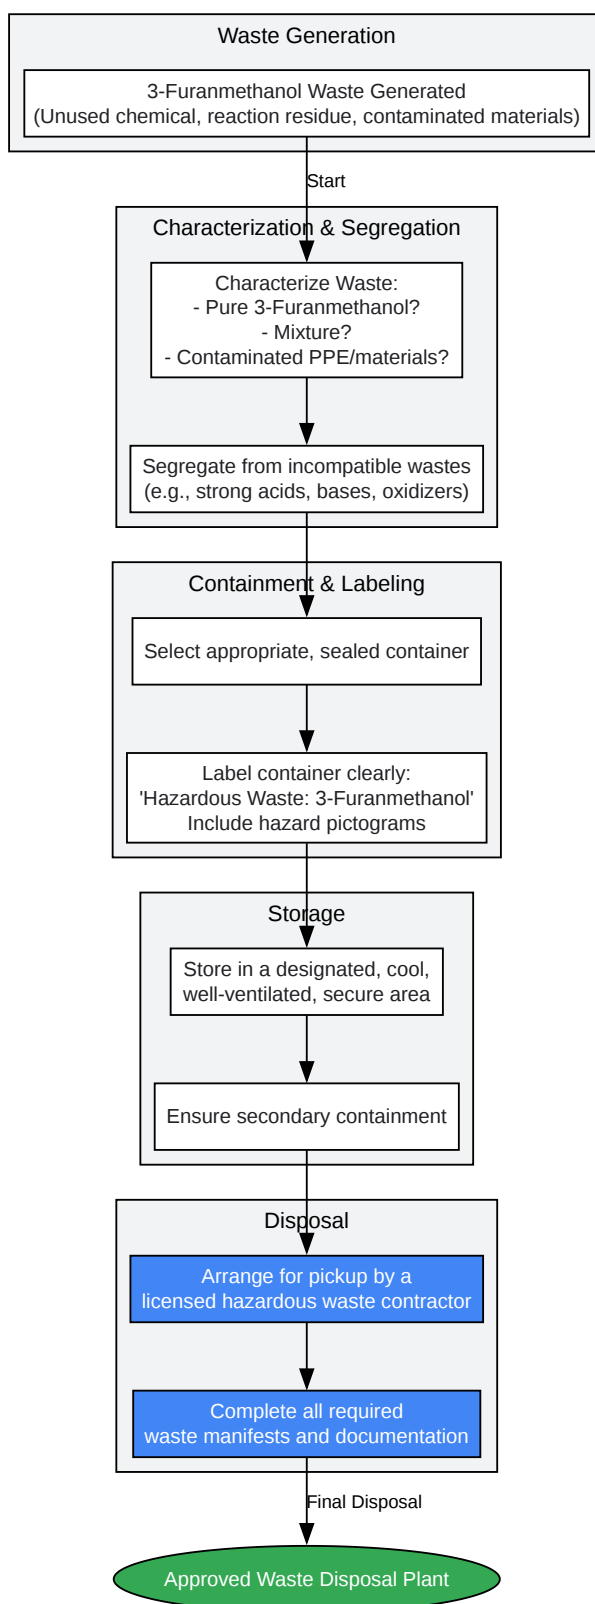 Waste Generation
3-Furanmethanol Waste Generated
(Unused chemical, reaction residue, contaminated materials)
Start
Characterization & Segregation
Characterize Waste:
- Pure 3-Furanmethanol?
- Mixture?
- Contaminated PPE/materials?
Segregate from incompatible wastes
(e.g., strong acids, bases, oxidizers)
Containment & Labeling
Select appropriate, sealed container
Label container clearly:
'Hazardous Waste: 3-Furanmethanol'
Include hazard pictograms
Storage
Store in a designated, cool,
well-ventilated, secure area
Ensure secondary containment
Disposal
Arrange for pickup by a
licensed hazardous waste contractor
Complete all required
waste manifests and documentation
Final Disposal
Approved Waste Disposal Plant